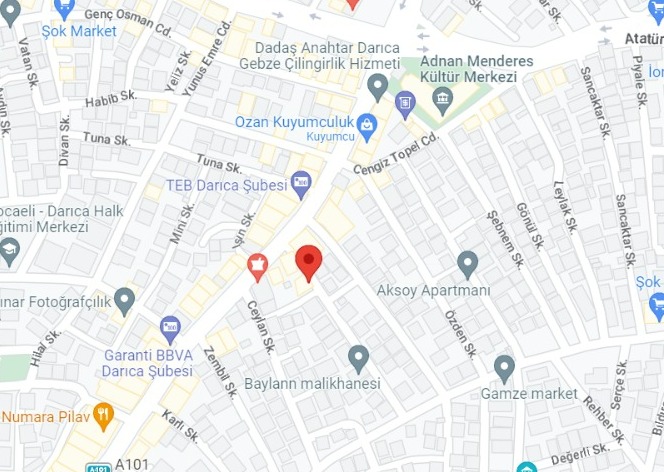 Genç Osman Cd.
Şok Market
Vatan Sk.
Yeliz Sk.
Yunus Emre Cd.
Dadaş Anahtar Darıca
Gebze Çilingirlik Hizmeti
Adnan Menderes
Kültür Merkezi
Atatür
Piyale Sk.
Sancaktar Sk.
Aydın Sk.
Divan Sk.
Habib Sk.
Ozan Kuyumculuk
Kuyumcu
Tuna Sk.
Tuna Sk.
Cengiz Topel Cd.
TEB Darıca Şubesi
Mini Sk.
Işın Sk.
Leylak Sk.
Gönül Sk.
Şebnem Sk.
Sancaktar Sk.
ocaeli - Darıca Halk
ğitimi Merkezi
ınar Fotoğrafçılık
Aksoy Apartmanı
Şok
Ceylan Sk.
Özden Sk.
Hilal Sk.
Garanti BBVA
Darıca Şubesi
Zembil Sk.
Baylann malikhanesi
Gamze market
Serçe Sk.
Rehber Sk.
Numara Pilav
Karlı Sk.
A101
A101
Değerli Sk.